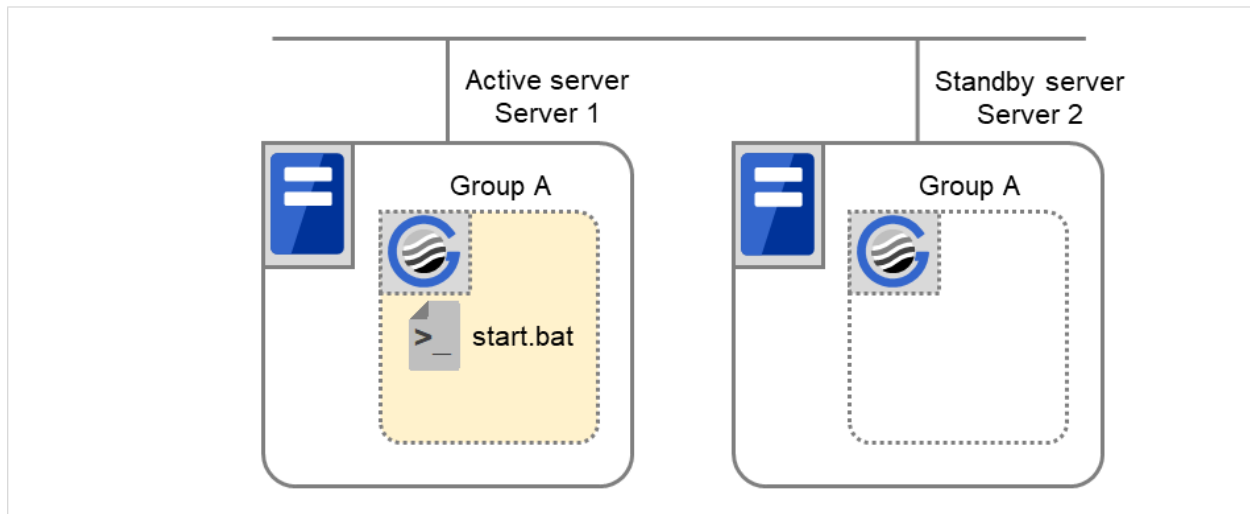 Active server
Server 1
Standby server
Server 2
Group A
Group A
>_ start.bat